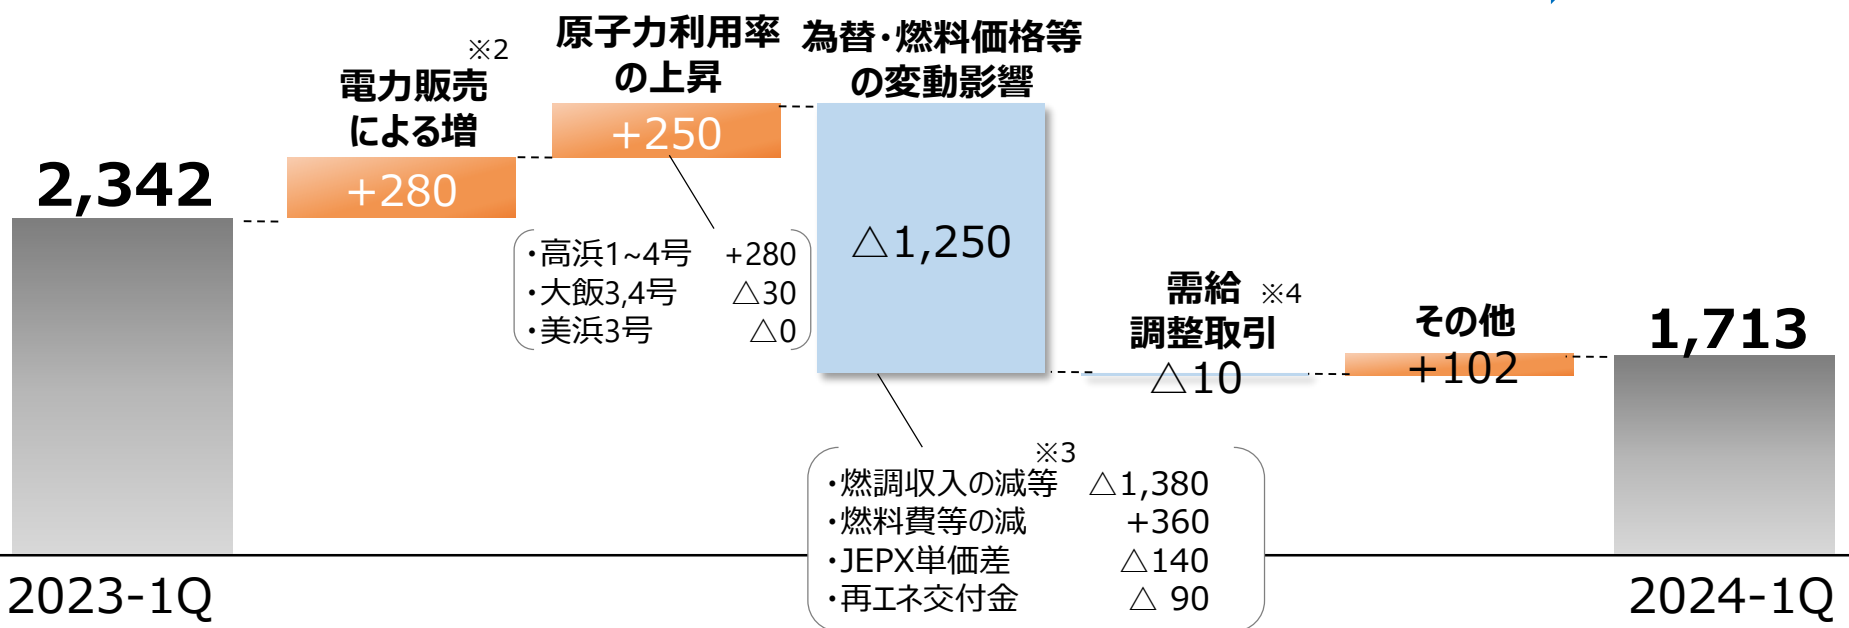 2,342
※2
電力販売
による増
+280
原子力利用率
の上昇
+250
・高浜1~4号 +280
・大飯3,4号 △30
・美浜3号 △0
為替・燃料価格等
の変動影響
△1,250
※3
・燃調収入の減等 △1,380
・燃料費等の減 +360
・JEPX単価差 △140
・再エネ交付金 △ 90
需給 ※4
調整取引
△10
その他
+102
1,713
2023-1Q
2024-1Q